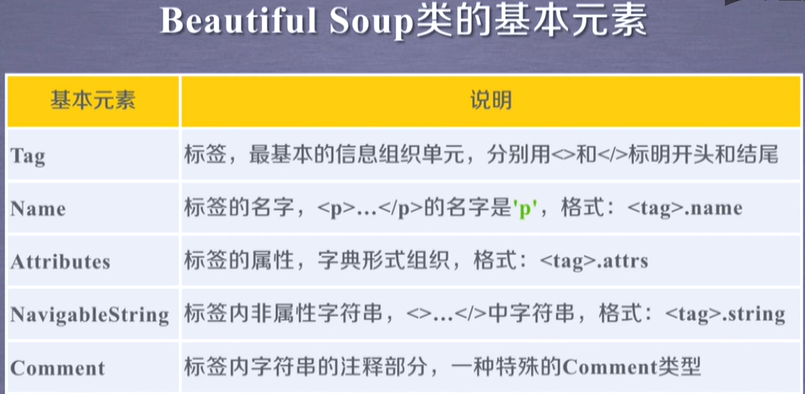 Beautiful Soup类的基本元素
基本元素 说明
Tag 标签，最基本的信息组织单元，分别用<>和</>标明开头和结尾
Name 标签的名字，<p>…</p>的名字是'p'，格式：<tag>.name
Attributes 标签的属性，字典形式组织，格式：<tag>.attrs
NavigableString 标签内非属性字符串，<>…</>中字符串，格式：<tag>.string
Comment 标签内字符串的注释部分，一种特殊的Comment类型